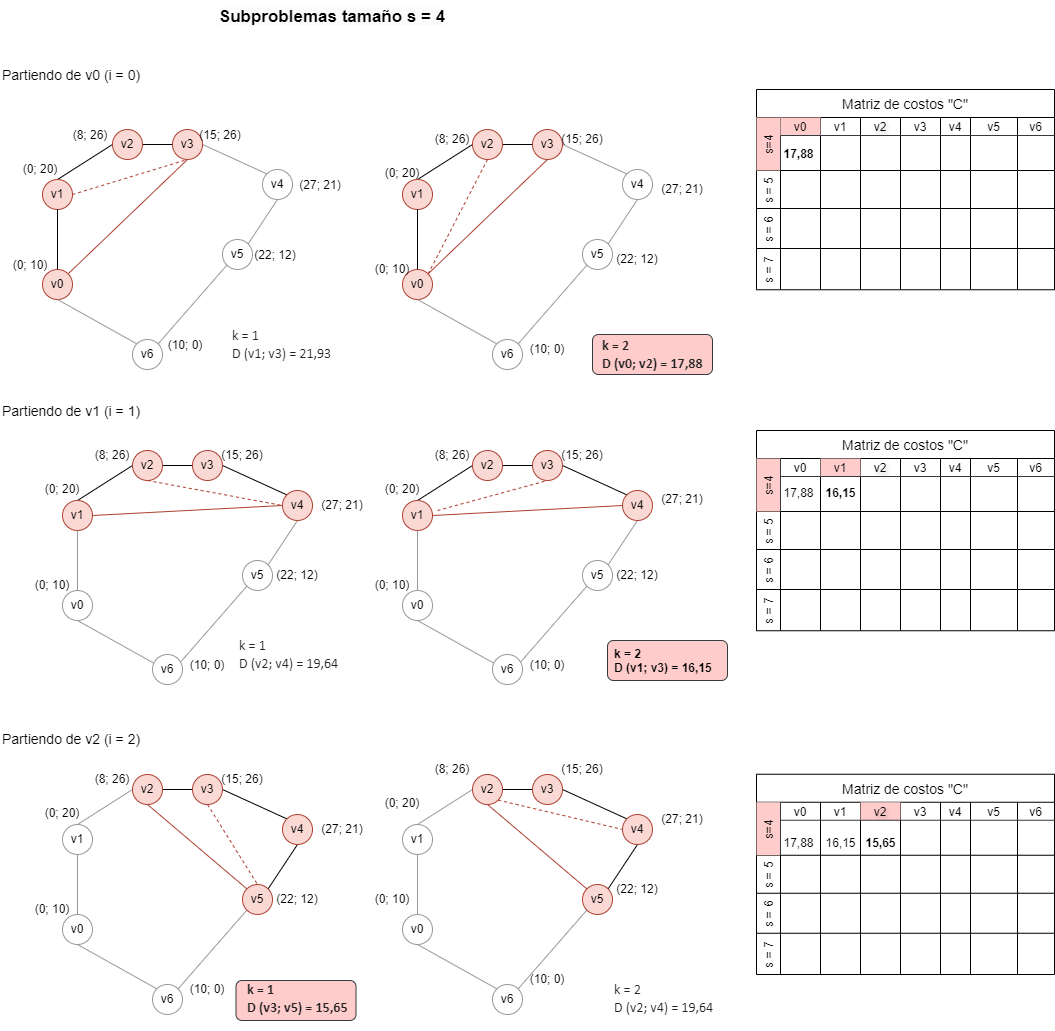 Subproblemas tamaño s = 4
Partiendo de v0 (i = 0)
(8; 26)
v2
v3
(15; 26)
(0; 20)
v1
v4
(27; 21)
v5
(22; 12)
(0; 10)
v0
v6
(10; 0)
k = 1
D (v1; v3) = 21,93
(8; 26)
v2
v3
(15; 26)
(0; 20)
v1
v4
(27; 21)
v5
(22; 12)
(0; 10)
v0
v6
(10; 0)
k = 2
D (v0; v2) = 17,88
Matriz de costos "C"
v0 v1 v2 v3 v4 v5 v6
s=4 17,88
s = 5
s = 6
s = 7
Partiendo de v1 (i = 1)
(8; 26)
v2
v3
(15; 26)
(0; 20)
v1
v4
(27; 21)
v5
(22; 12)
(0; 10)
v0
v6
(10; 0)
k = 1
D (v2; v4) = 19,64
(8; 26)
v2
v3
(15; 26)
(0; 20)
v1
v4
(27; 21)
v5
(22; 12)
(0; 10)
v0
v6
(10; 0)
k = 2
D (v1; v3) = 16,15
Matriz de costos "C"
v0 v1 v2 v3 v4 v5 v6
s=4 17,88 16,15
s = 5
s = 6
s = 7
Partiendo de v2 (i = 2)
(8; 26)
v2
v3
(15; 26)
(0; 20)
v1
v4
(27; 21)
v5
(22; 12)
(0; 10)
v0
v6
(10; 0)
k = 1
D (v3; v5) = 15,65
(8; 26)
v2
v3
(15; 26)
(0; 20)
v1
v4
(27; 21)
v5
(22; 12)
(0; 10)
v0
v6
(10; 0)
k = 2
D (v2; v4) = 19,64
Matriz de costos "C"
v0 v1 v2 v3 v4 v5 v6
s=4 17,88 16,15 15,65
s = 5
s = 6
s = 7